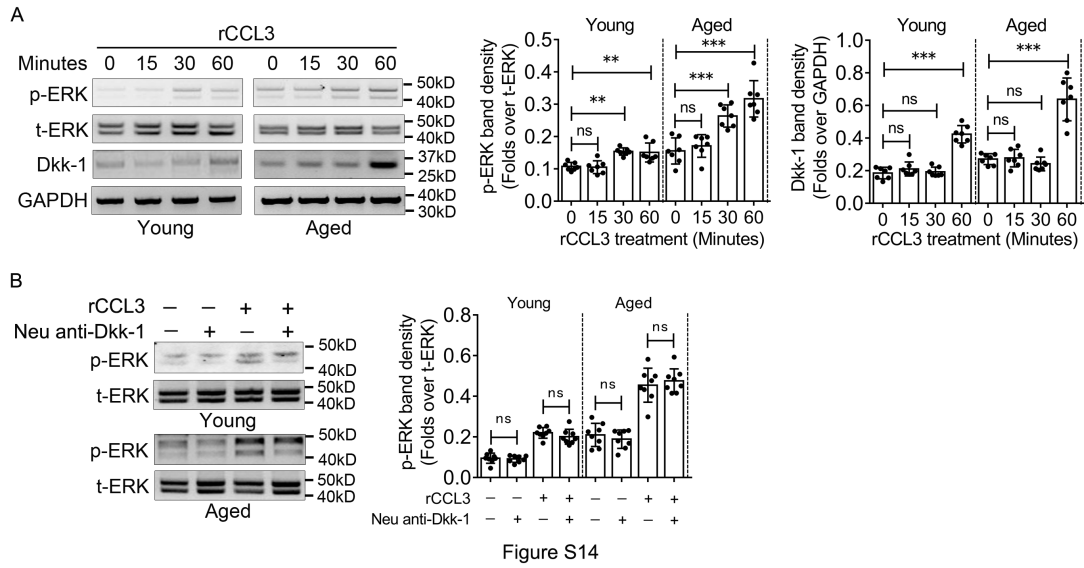 A
rCCL3
Minutes 0 15 30 60 0 15 30 60
p-ERK 50kD 40kD
t-ERK 50kD 40kD
Dkk-1 37kD 25kD
GAPDH 40kD 30kD
Young Aged
Young Aged
p-ERK band density
(Folds over t-ERK)
0.5
0.4
0.3
0.2
0.1
0.0
ns ** ** ns *** ***
0 15 30 60 0 15 30 60
rCCL3 treatment (Minutes)
Young Aged
Dkk-1 band density
(Folds over GAPDH)
1.0
0.8
0.6
0.4
0.2
0.0
ns ns *** ns ns ***
0 15 30 60 0 15 30 60
rCCL3 treatment (Minutes)
B
rCCL3 − − + +
Neu anti-Dkk-1 − + − +
p-ERK 50kD 40kD
t-ERK 50kD 40kD
Young
p-ERK 50kD 40kD
t-ERK 50kD 40kD
Aged
Young Aged
p-ERK band density
(Folds over t-ERK)
0.8
0.6
0.4
0.2
0.0
ns ns ns ns
rCCL3 − − + + − − + +
Neu anti-Dkk-1 − + − + − + − +
Figure S14